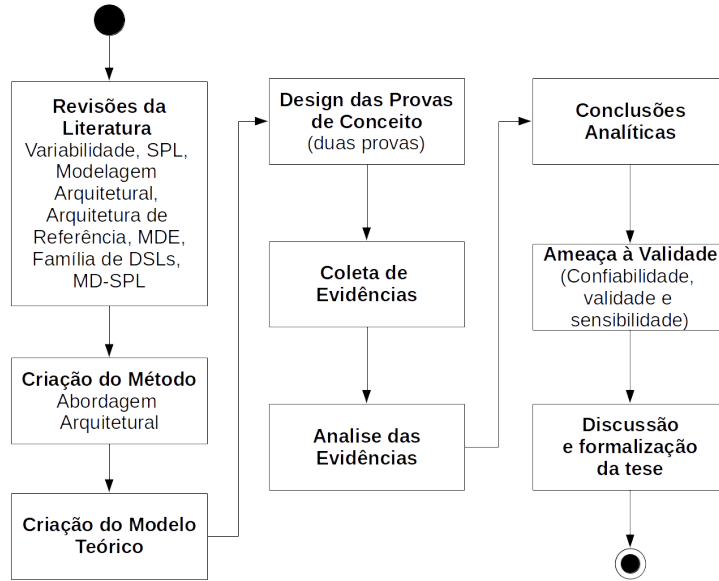 Revisões da
Literatura
Variabilidade, SPL,
Modelagem
Arquitetural,
Arquitetura de
Referência, MDE,
Família de DSLs,
MD-SPL
Criação do Método
Abordagem
Arquitetural
Criação do Modelo
Teórico
Design das Provas
de Conceito
(duas provas)
Coleta de
Evidências
Analise das
Evidências
Conclusões
Analíticas
Ameaça à Validade
(Confiabilidade,
validade e
sensibilidade)
Discussão
e formalização
da tese